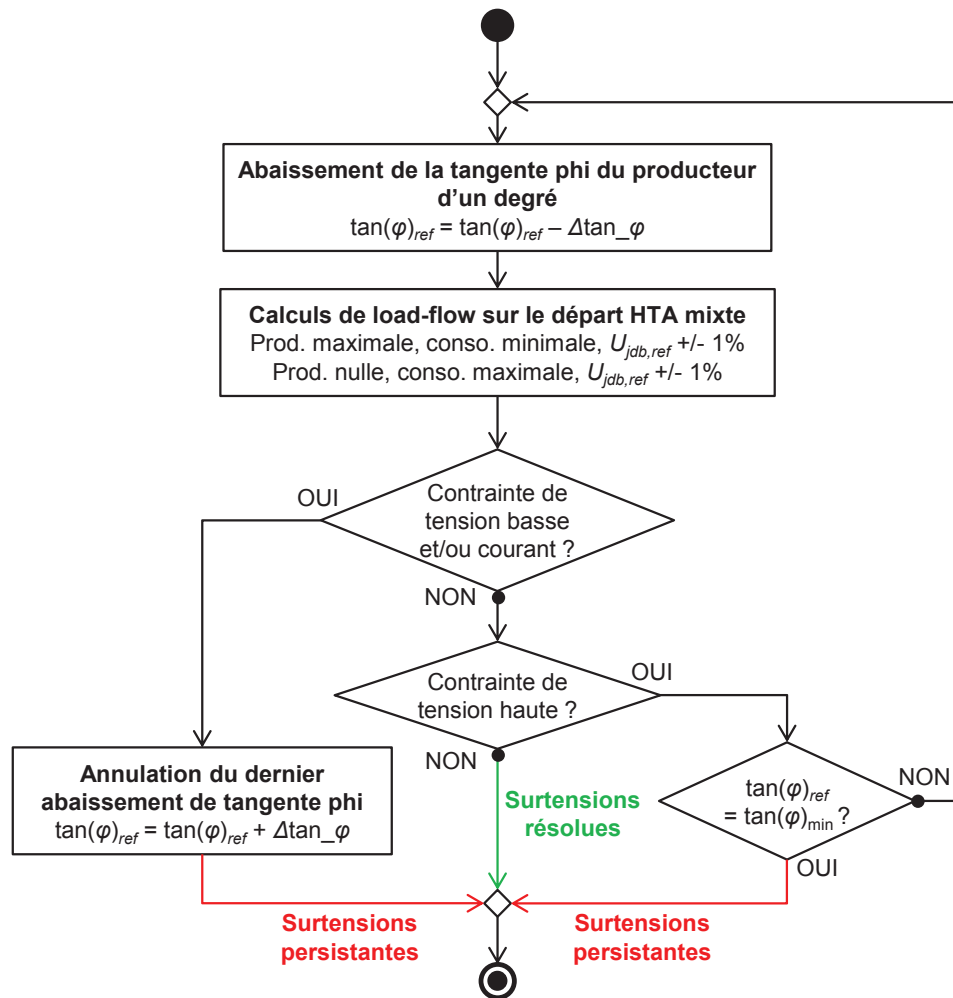 Abaissement de la tangente phi du producteur
d'un degré
tan(φ)ref = tan(φ)ref – Δtan_φ
Calculs de load-flow sur le départ HTA mixte
Prod. maximale, conso. minimale, Ujdb,ref +/- 1%
Prod. nulle, conso. maximale, Ujdb,ref +/- 1%
OUI
Contrainte de
tension basse
et/ou courant ?
NON
OUI
Contrainte de
tension haute ?
NON
Annulation du dernier
abaissement de tangente phi
tan(φ)ref = tan(φ)ref + Δtan_φ
Surtensions
résolues
tan(φ)ref
= tan(φ)min ?
NON
OUI
Surtensions
persistantes
Surtensions
persistantes